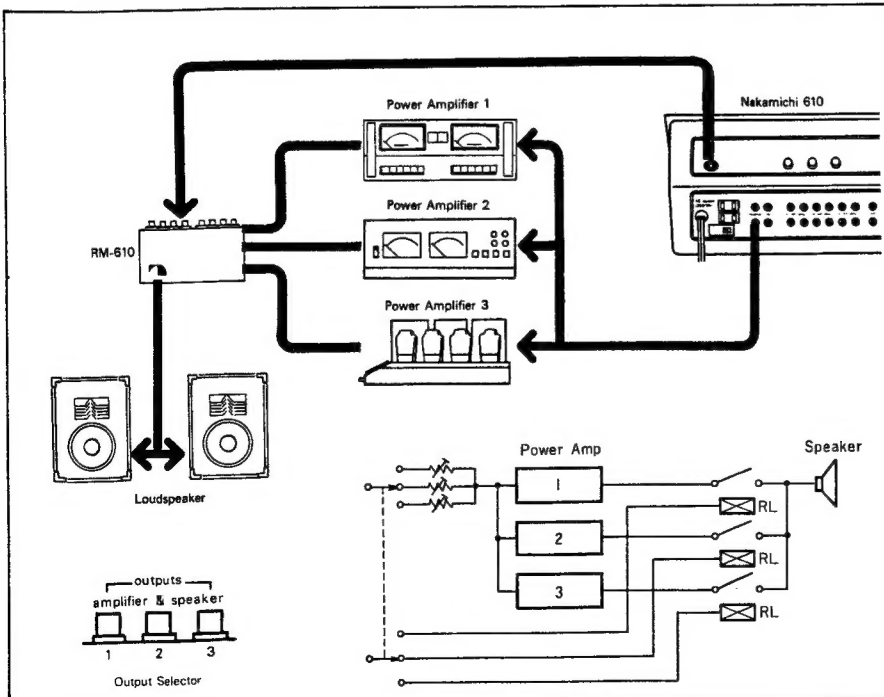 Power Amplifier 1
Nakamichi 610
Power Amplifier 2
RM-610
Power Amplifier 3
Loudspeaker
Power Amp
Speaker
1
RL
2
RL
3
RL
outputs
amplifier & speaker
1 2 3
Output Selector